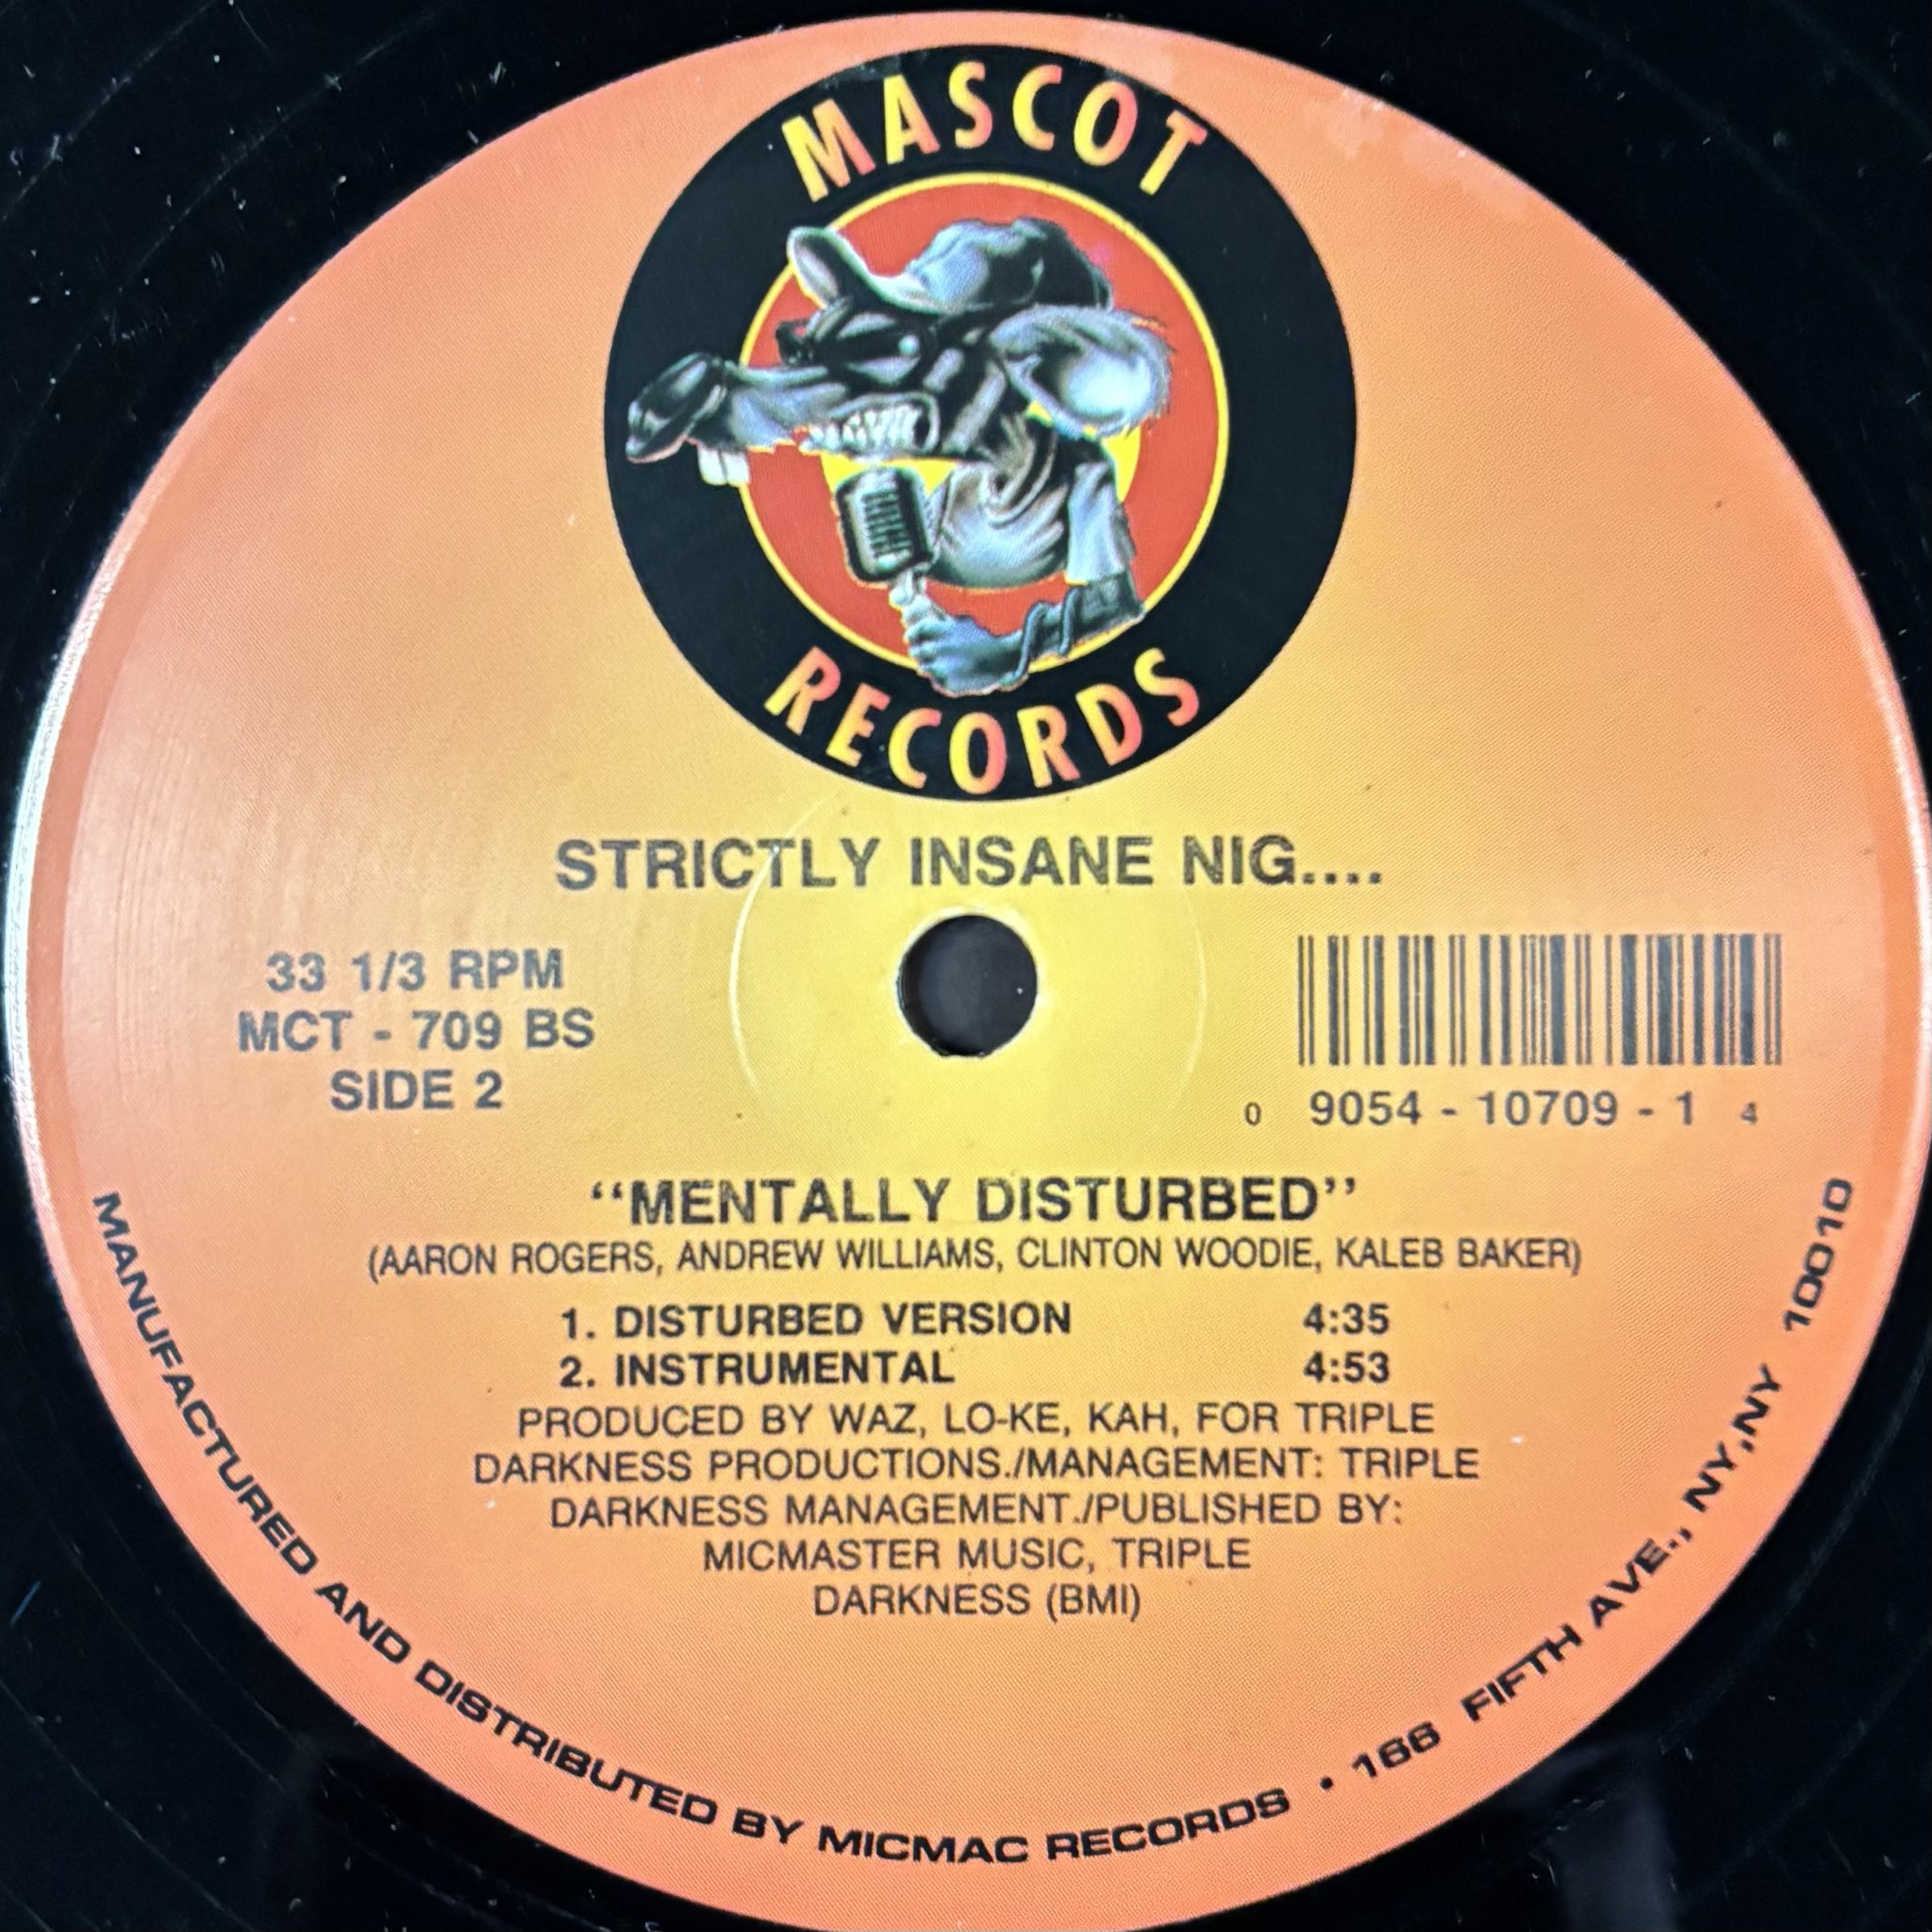 MASCOT
RECORDS
STRICTLY INSANE NIG....
33 1/3 RPM
MCT - 709 BS
SIDE 2
0 9054 - 10709 - 1 4
“MENTALLY DISTURBED”
(AARON ROGERS, ANDREW WILLIAMS, CLINTON WOODIE, KALEB BAKER)
1. DISTURBED VERSION 4:35
2. INSTRUMENTAL 4:53
PRODUCED BY WAZ, LO-KE, KAH, FOR TRIPLE
DARKNESS PRODUCTIONS./MANAGEMENT: TRIPLE
DARKNESS MANAGEMENT./PUBLISHED BY:
MICMASTER MUSIC, TRIPLE
DARKNESS (BMI)
MANUFACTURED AND DISTRIBUTED BY MICMAC RECORDS • 166 FIFTH AVE., NY,NY 10010